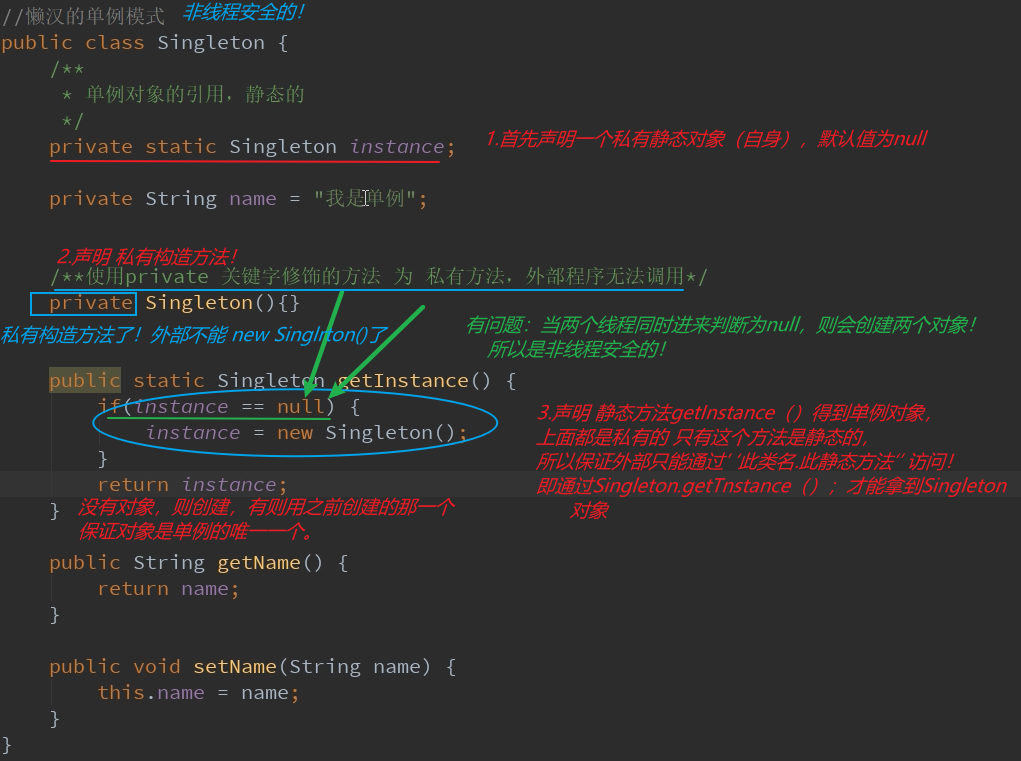 //懒汉的单例模式 非线程安全的！
public class Singleton {
/**
* 单例对象的引用，静态的
*/
private static Singleton instance; 1.首先声明一个私有静态对象（自身），默认值为null
private String name = "我是单例";
2.声明 私有构造方法！
/**使用private 关键字修饰的方法 为 私有方法，外部程序无法调用*/
private Singleton(){}
私有构造方法了！外部不能 new Singlrton()了
有问题：当两个线程同时进来判断为null，则会创建两个对象！
所以是非线程安全的！
public static Singleton getInstance() {
if(instance == null) {
instance = new Singleton();
}
return instance;
}
3.声明 静态方法getInstance（）得到单例对象，
上面都是私有的 只有这个方法是静态的，
所以保证外部只能通过‘ ‘此类名.此静态方法’’ 访问！
即通过Singleton.getTnstance（）；才能拿到Singleton
对象
没有对象，则创建，有则用之前创建的那一个
保证对象是单例的唯一一个。
public String getName() {
return name;
}
public void setName(String name) {
this.name = name;
}
}